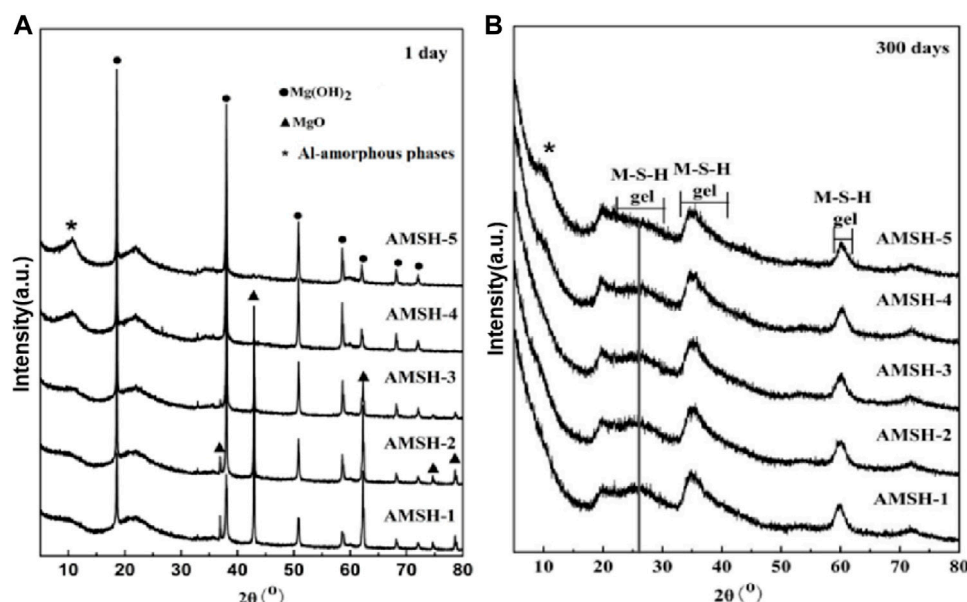 A
1 day
● Mg(OH)2
▲ MgO
* Al-amorphous phases
*
AMSH-5
AMSH-4
AMSH-3
AMSH-2
AMSH-1
Intensity(a.u.)
10 20 30 40 50 60 70 80
2θ(°)
B
300 days
*
M-S-H
gel
M-S-H
gel
M-S-H
gel
AMSH-5
AMSH-4
AMSH-3
AMSH-2
AMSH-1
Intensity(a.u.)
10 20 30 40 50 60 70 80
2θ(°)